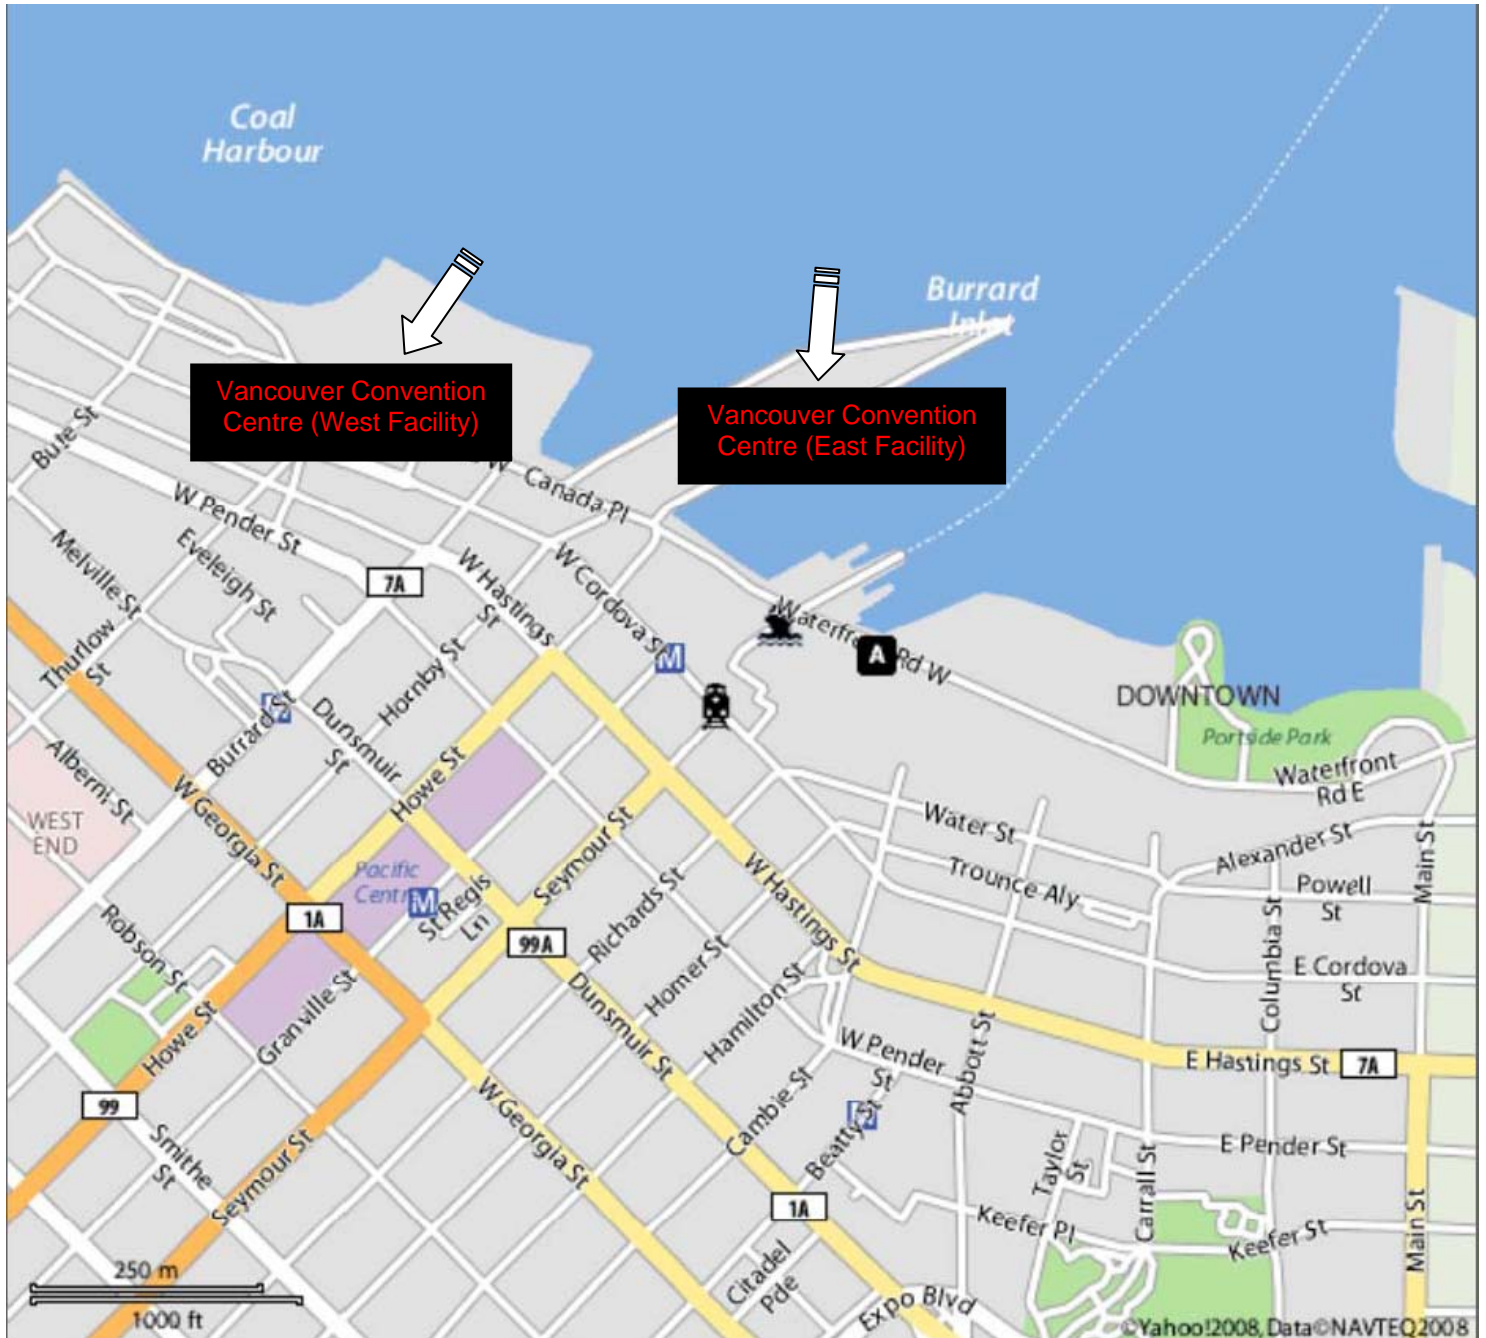 Coal
Harbour
Burrard
Inlet
Vancouver Convention
Centre (West Facility)
Vancouver Convention
Centre (East Facility)
Bute St
W
Canada Pl
W Pender St
Eveleigh St
Melville St
7A
W Hastings
St
W Cordova St
M
Thurlow
St
Hornby St
Waterfront Rd W
A
DOWNTOWN
Portside Park
Waterfront
Rd E
Burrard St
Dunsmuir
St
Howe St
Alberni St
W Georgia St
WEST
END
Pacific
Centre
M
St Regis
Ln
Seymour St
1A
99A
Robson St
Richards St
W Hastings St
Water St
Trounce Aly
Alexander St
Powell
St
Main St
E Cordova
St
Columbia St
Homer St
Hamilton St
Granville St
Howe St
Dunsmuir St
W Pender
St
Abbott St
E Hastings St
7A
99
Smithe
St
Seymour St
W Georgia St
Cambie St
Beatty St
Taylor
St
Carrall St
E Pender St
1A
Keefer Pl
Keefer St
Main St
Citadel
Pde
Expo Blvd
250 m
1000 ft
©Yahoo!2008, Data©NAVTEQ2008